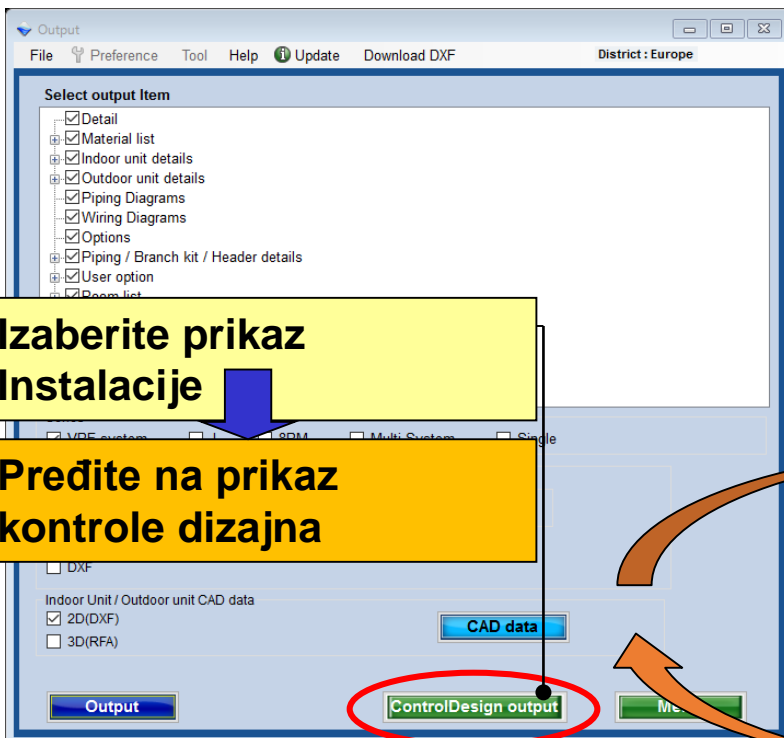 Output
File Preference Tool Help Update Download DXF District : Europe
Select output Item
Detail
Material list
Indoor unit details
Outdoor unit details
Piping Diagrams
Wiring Diagrams
Options
Piping / Branch kit / Header details
User option
Room list
Izaberite prikaz
Instalacije
VRF system Multi System Single
Pređite na prikaz
kontrole dizajna
DXF
Indoor Unit / Outdoor unit CAD data
2D(DXF)
3D(RFA)
CAD data
Output ControlDesign output